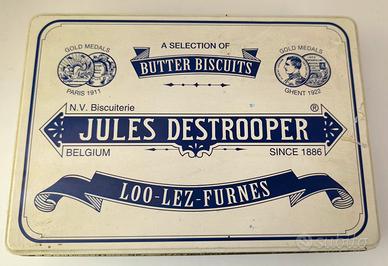 A SELECTION OF
BUTTER BISCUITS
GOLD MEDALS
PARIS 1911
GOLD MEDALS
GHENT 1922
N.V. Biscuiterie
®
JULES DESTROOPER
BELGIUM
SINCE 1886
LOO-LEZ-FURNES
subito